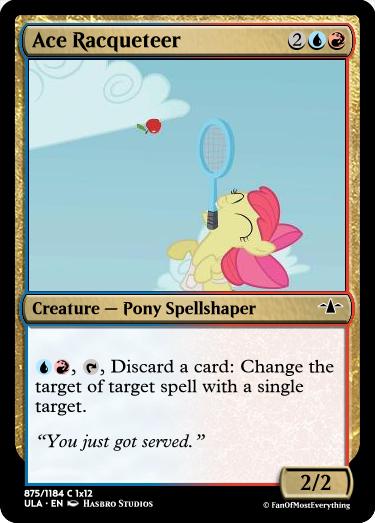 Ace Racqueteer 2
Creature — Pony Spellshaper
, , Discard a card: Change the
target of target spell with a single
target.
“You just got served.”
2/2
875/1184 C 1x12
ULA • EN Hasbro Studios
© FanOfMostEverything